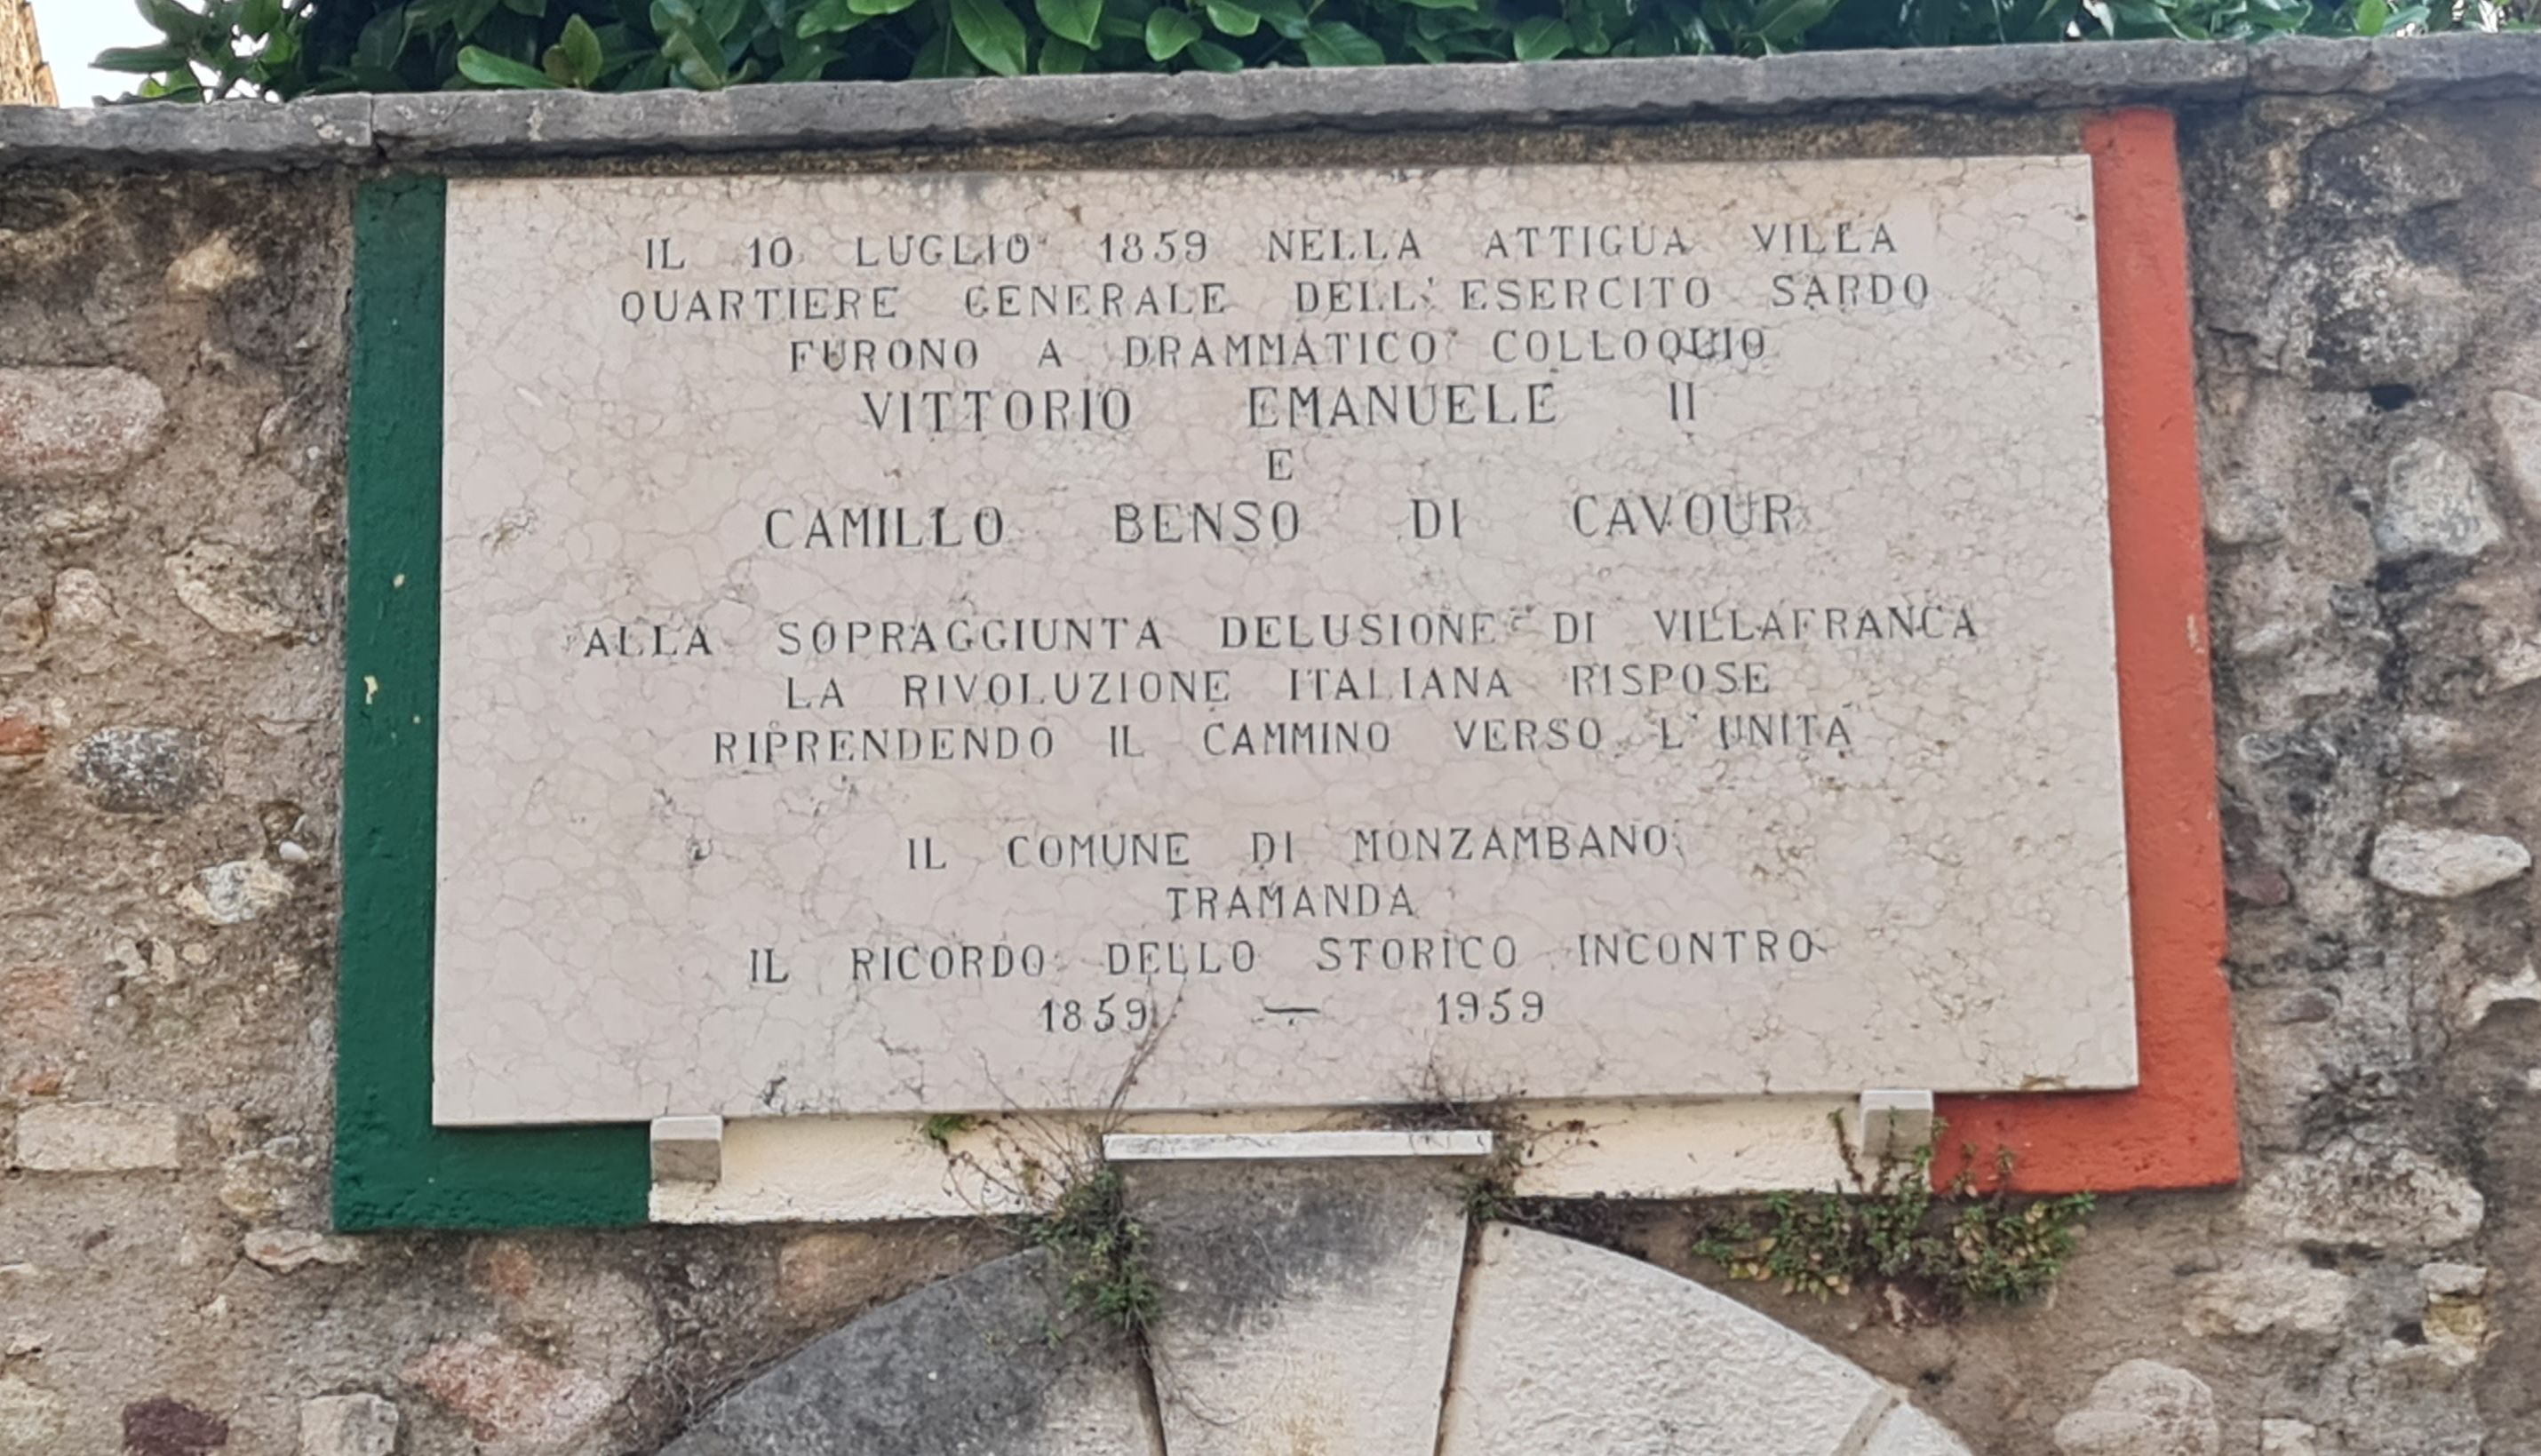 IL 10 LUGLIO 1859 NELLA ATTIGUA VILLA
QUARTIERE GENERALE DELL'ESERCITO SARDO
FURONO A DRAMMATICO COLLOQUIO
VITTORIO EMANUELE II
E
CAMILLO BENSO DI CAVOUR
ALLA SOPRAGGIUNTA DELUSIONE DI VILLAFRANCA
LA RIVOLUZIONE ITALIANA RISPOSE
RIPRENDENDO IL CAMMINO VERSO L'UNITÀ
IL COMUNE DI MONZAMBANO
TRAMANDA
IL RICORDO DELLO STORICO INCONTRO
1859 — 1959